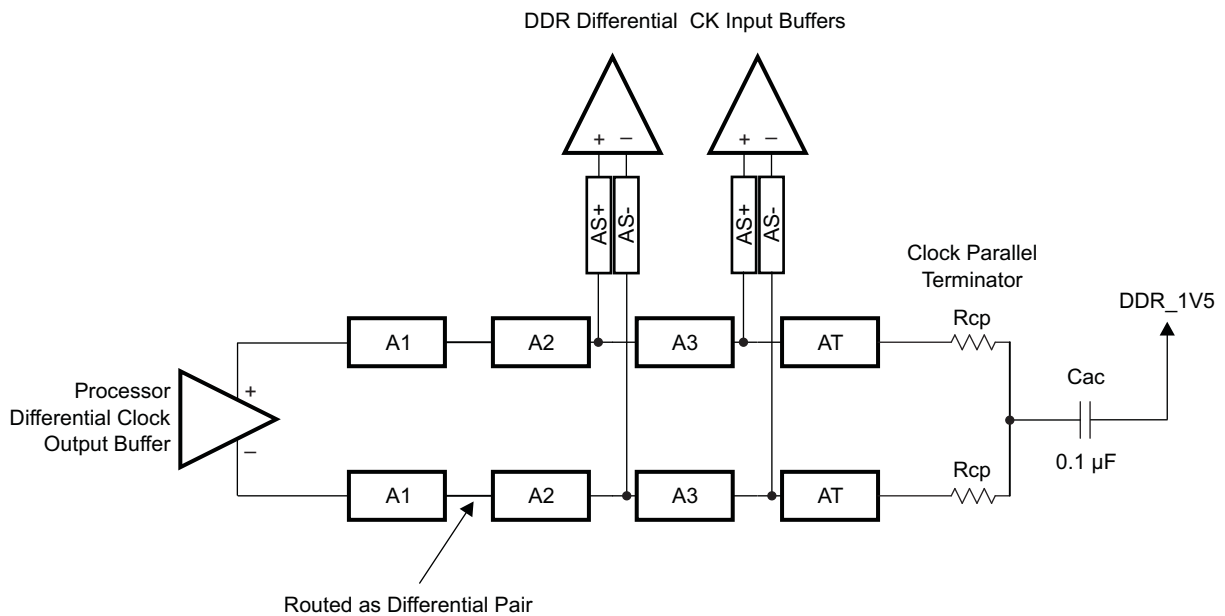 DDR Differential CK Input Buffers
+ – + –
AS+ AS- AS+ AS-
Clock Parallel
Terminator
DDR_1V5
Rcp
A1 A2 A3 AT
Cac
+
Processor
Differential Clock
Output Buffer
–
0.1 µF
Rcp
A1 A2 A3 AT
Routed as Differential Pair